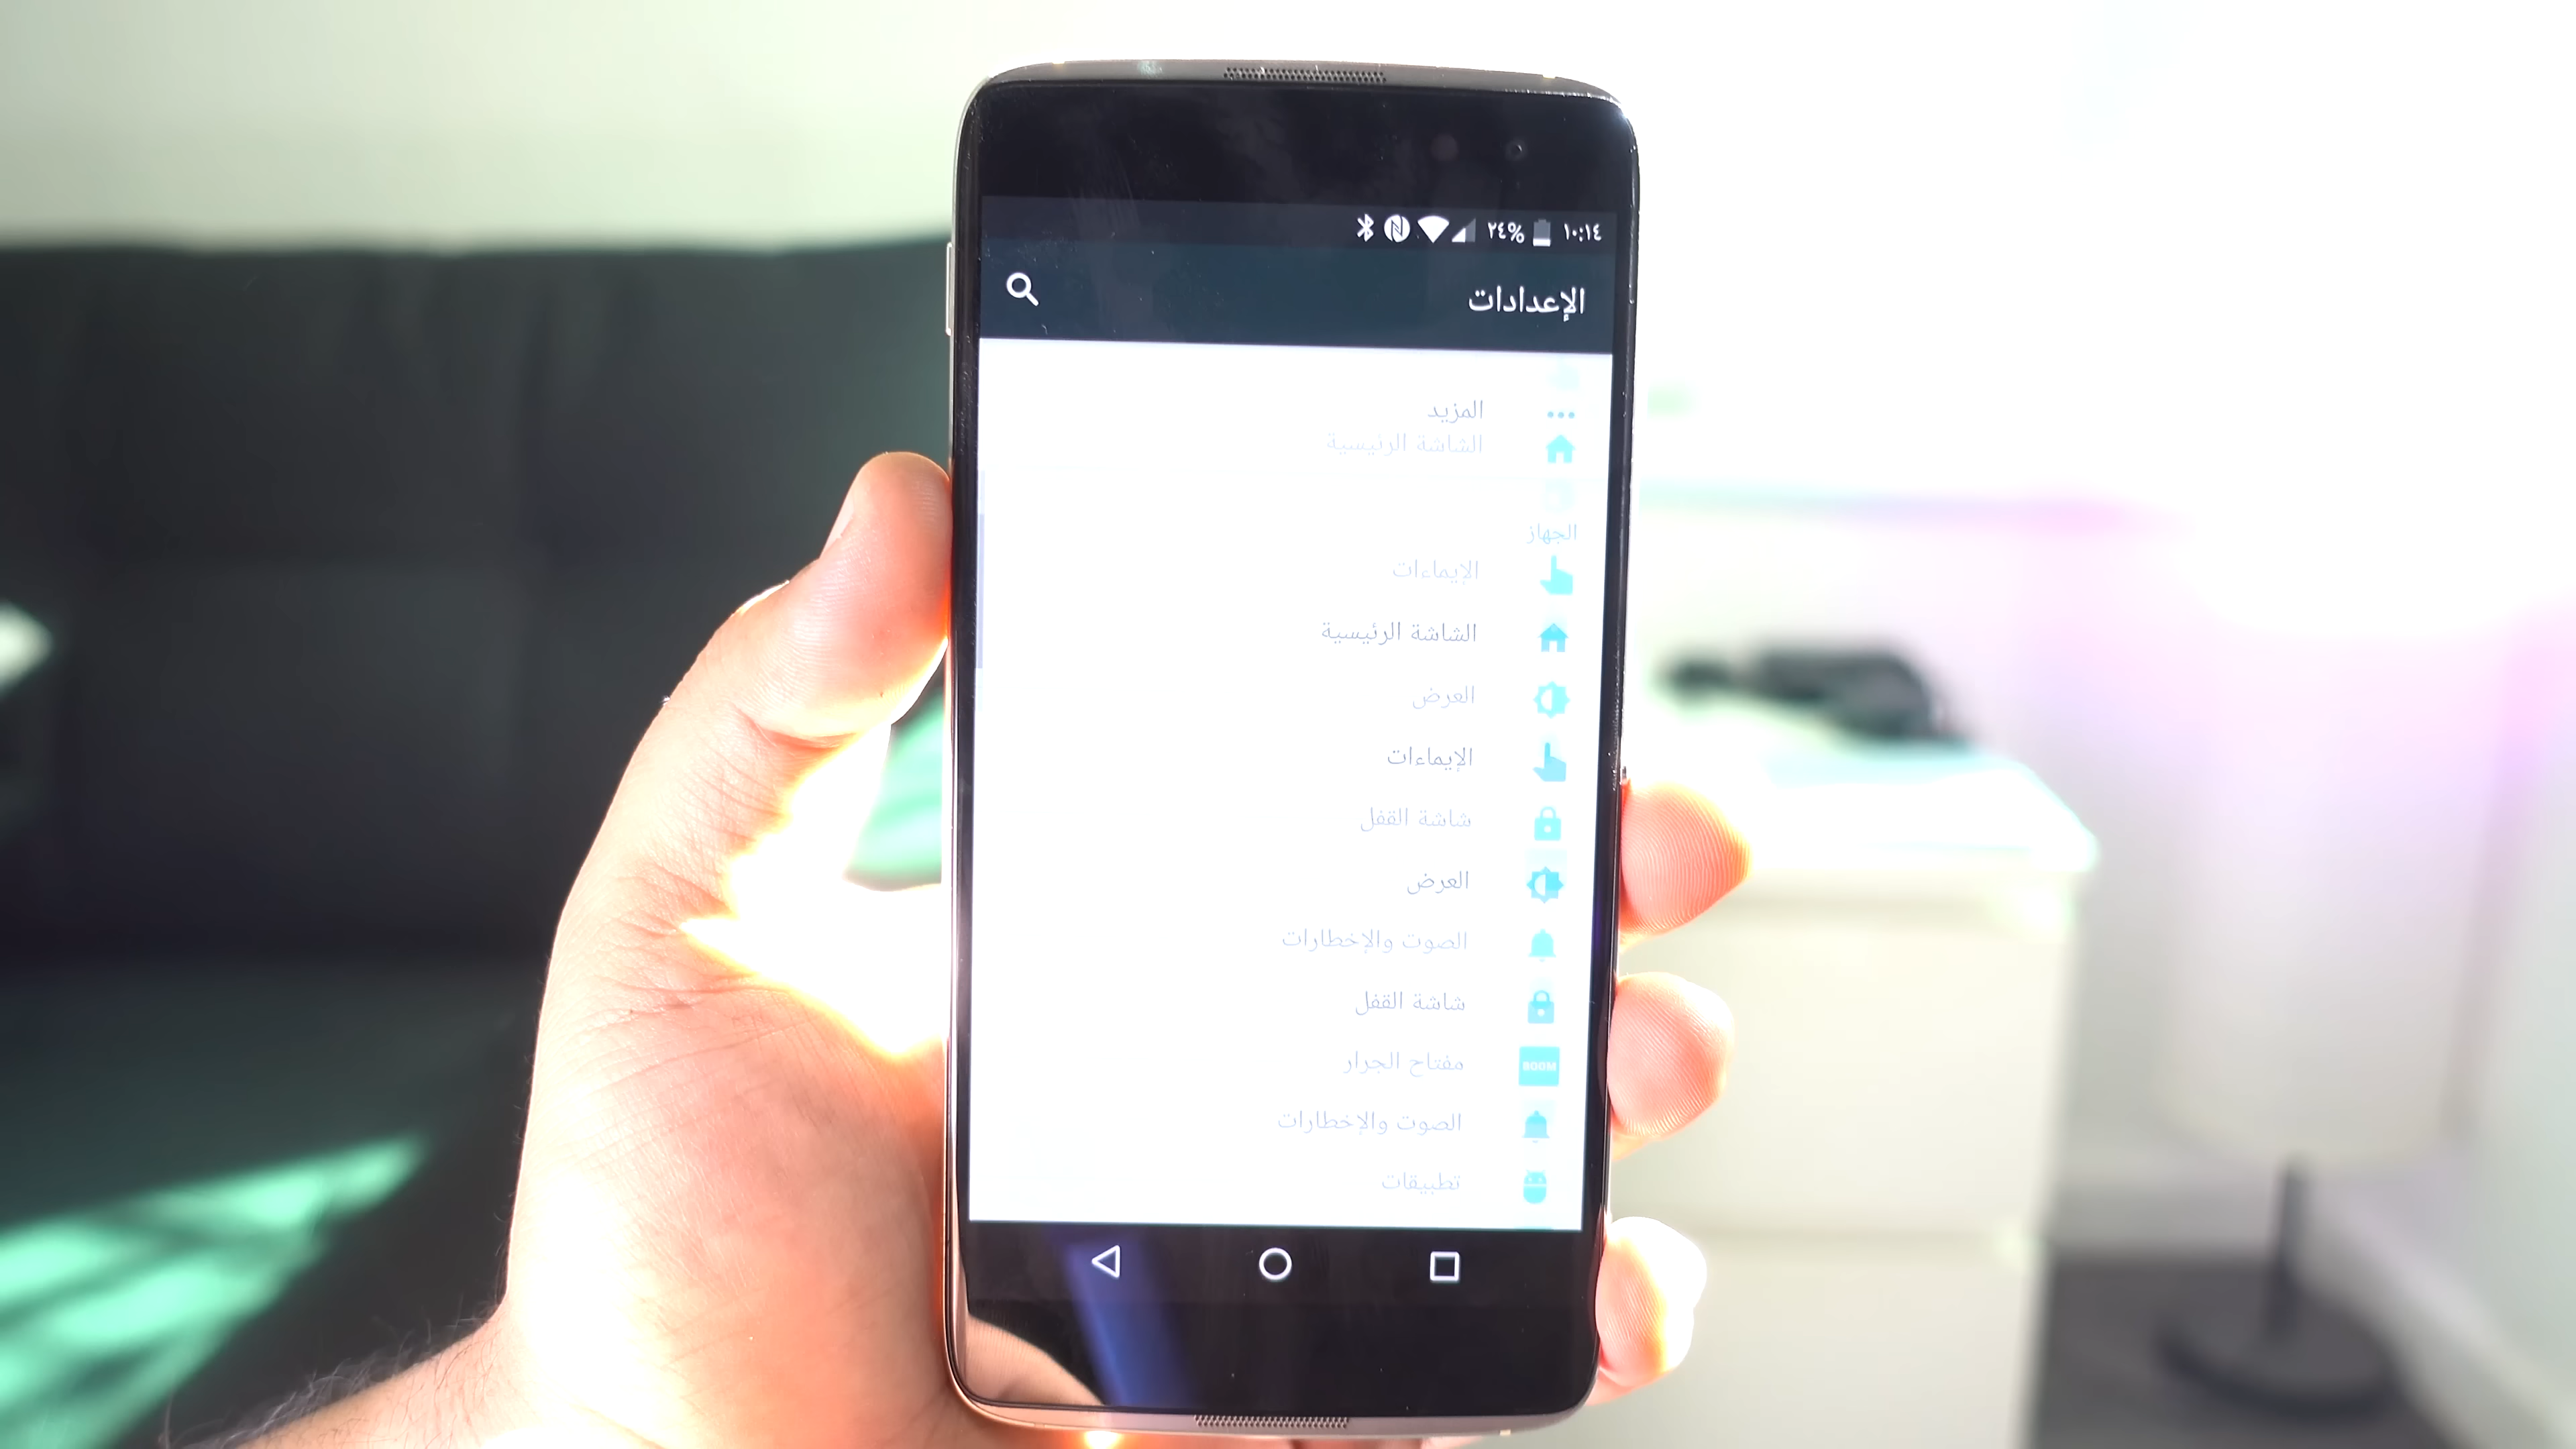 ٢٤% ١٠:١٤
الإعدادات
المزيد
الشاشة الرئيسية
الجهاز
الإيماءات
الشاشة الرئيسية
العرض
الإيماءات
شاشة القفل
العرض
الصوت والإخطارات
شاشة القفل
مفتاح الجرار
BOOM
الصوت والإخطارات
تطبيقات